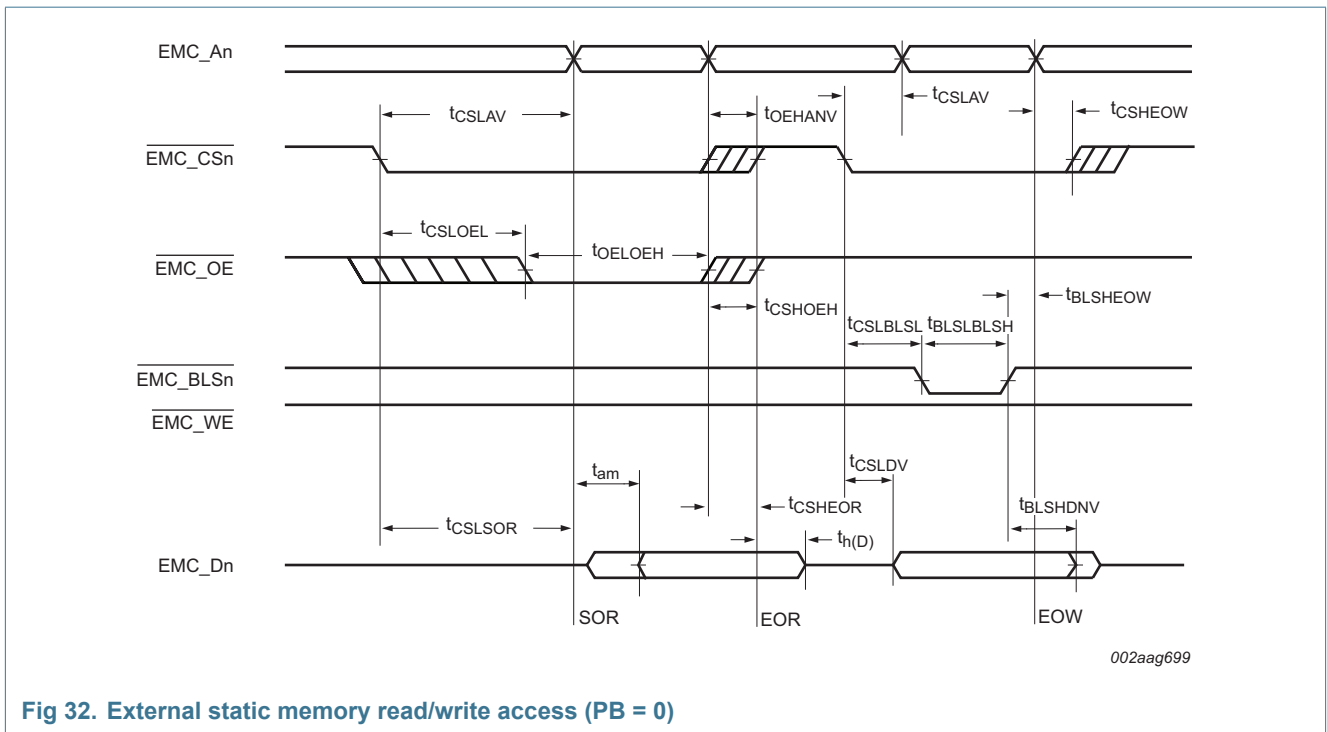 EMC_An
tCSLAV
tOEHANV
tCSLAV
tCSHEOW
EMC_CSn
tCSLOEL
tOELOEH
EMC_OE
tCSHOEH
tBLSHEOW
tCSLBLSL
tBLSLBLSH
EMC_BLSn
EMC_WE
tam
tCSLDV
tCSLSOR
tCSHEOR
tBLSHDNV
th(D)
EMC_Dn
SOR
EOR
EOW
002aag699
Fig 32. External static memory read/write access (PB = 0)